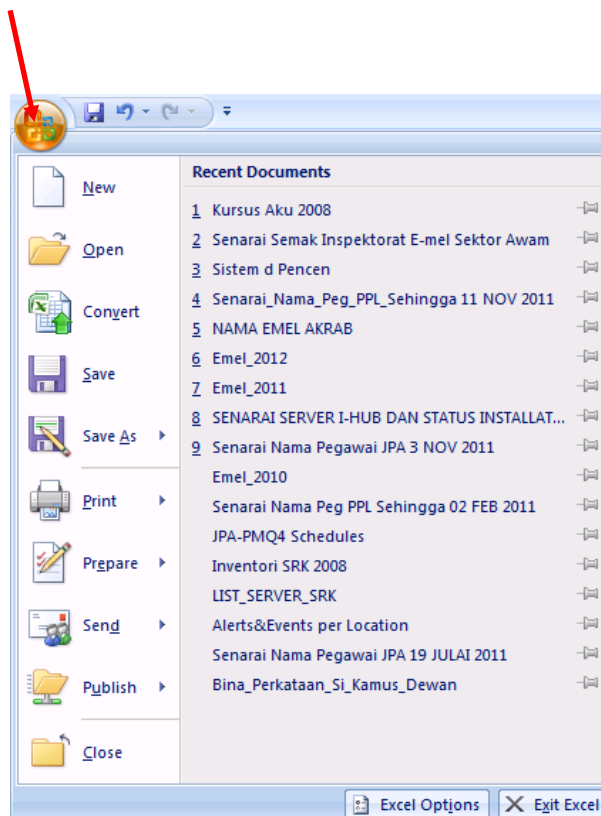 New
Open
Convert
Save
Save As
Print
Prepare
Send
Publish
Close
Recent Documents
1 Kursus Aku 2008
2 Senarai Semak Inspektorat E-mel Sektor Awam
3 Sistem d Pencen
4 Senarai_Nama_Peg_PPL_Sehingga 11 NOV 2011
5 NAMA EMEL AKRAB
6 Emel_2012
7 Emel_2011
8 SENARAI SERVER I-HUB DAN STATUS INSTALLAT...
9 Senarai Nama Pegawai JPA 3 NOV 2011
Emel_2010
Senarai Nama Peg PPL Sehingga 02 FEB 2011
JPA-PMQ4 Schedules
Inventori SRK 2008
LIST_SERVER_SRK
Alerts&Events per Location
Senarai Nama Pegawai JPA 19 JULAI 2011
Bina_Perkataan_Si_Kamus_Dewan
Excel Options
Exit Excel